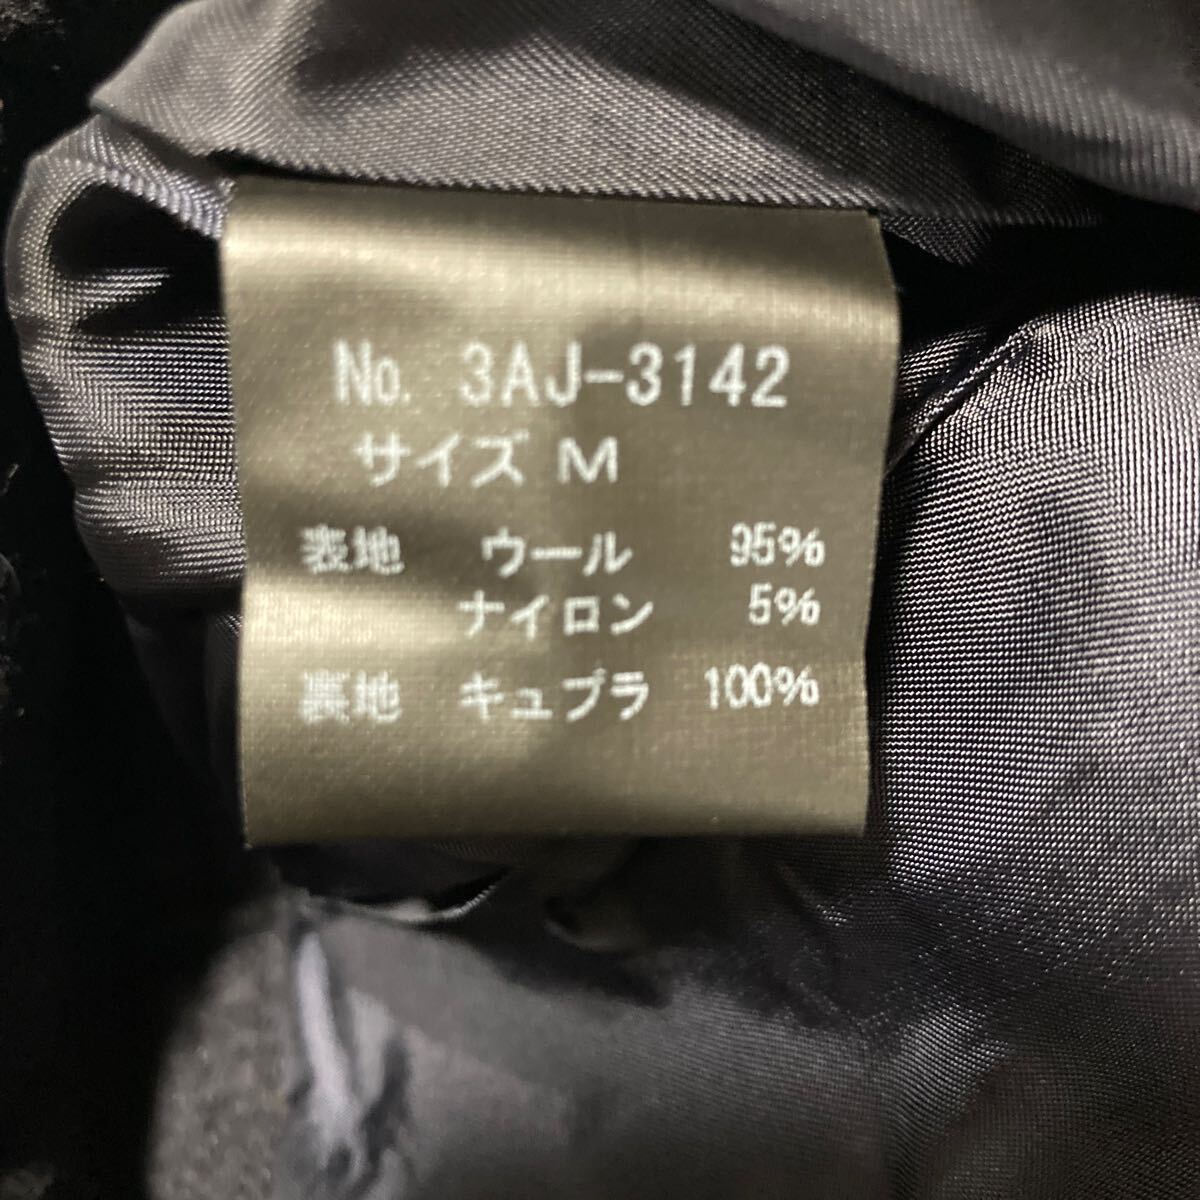 No. 3AJ-3142
サイズ M
表地 ウール 95%
ナイロン 5%
裏地 キュプラ 100%